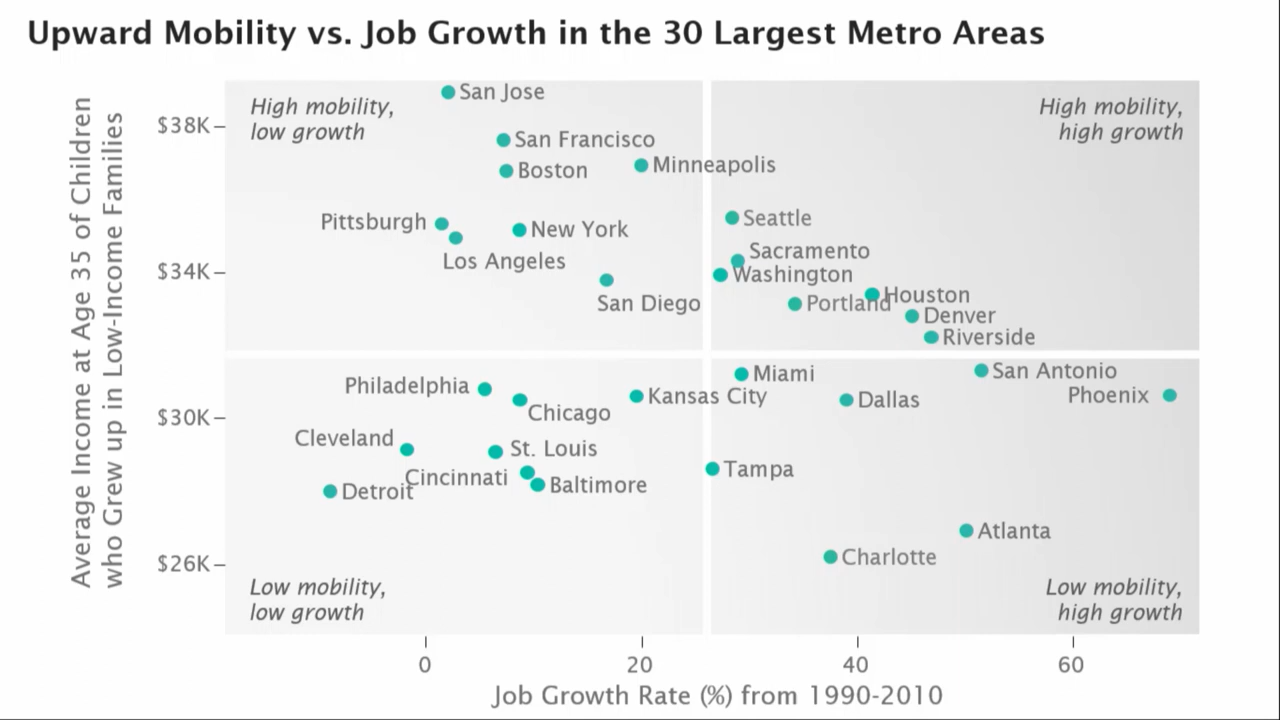 Upward Mobility vs. Job Growth in the 30 Largest Metro Areas
Average Income at Age 35 of Children
who Grew up in Low-Income Families
High mobility,
low growth
High mobility,
high growth
$38K
$34K
$30K
$26K
San Jose
San Francisco
Boston
Minneapolis
Pittsburgh
New York
Los Angeles
San Diego
Seattle
Sacramento
Washington
Portland
Houston
Denver
Riverside
Philadelphia
Chicago
Kansas City
Miami
Dallas
San Antonio
Phoenix
Cleveland
St. Louis
Cincinnati
Baltimore
Detroit
Tampa
Atlanta
Charlotte
Low mobility,
low growth
Low mobility,
high growth
0
20
40
60
Job Growth Rate (%) from 1990-2010